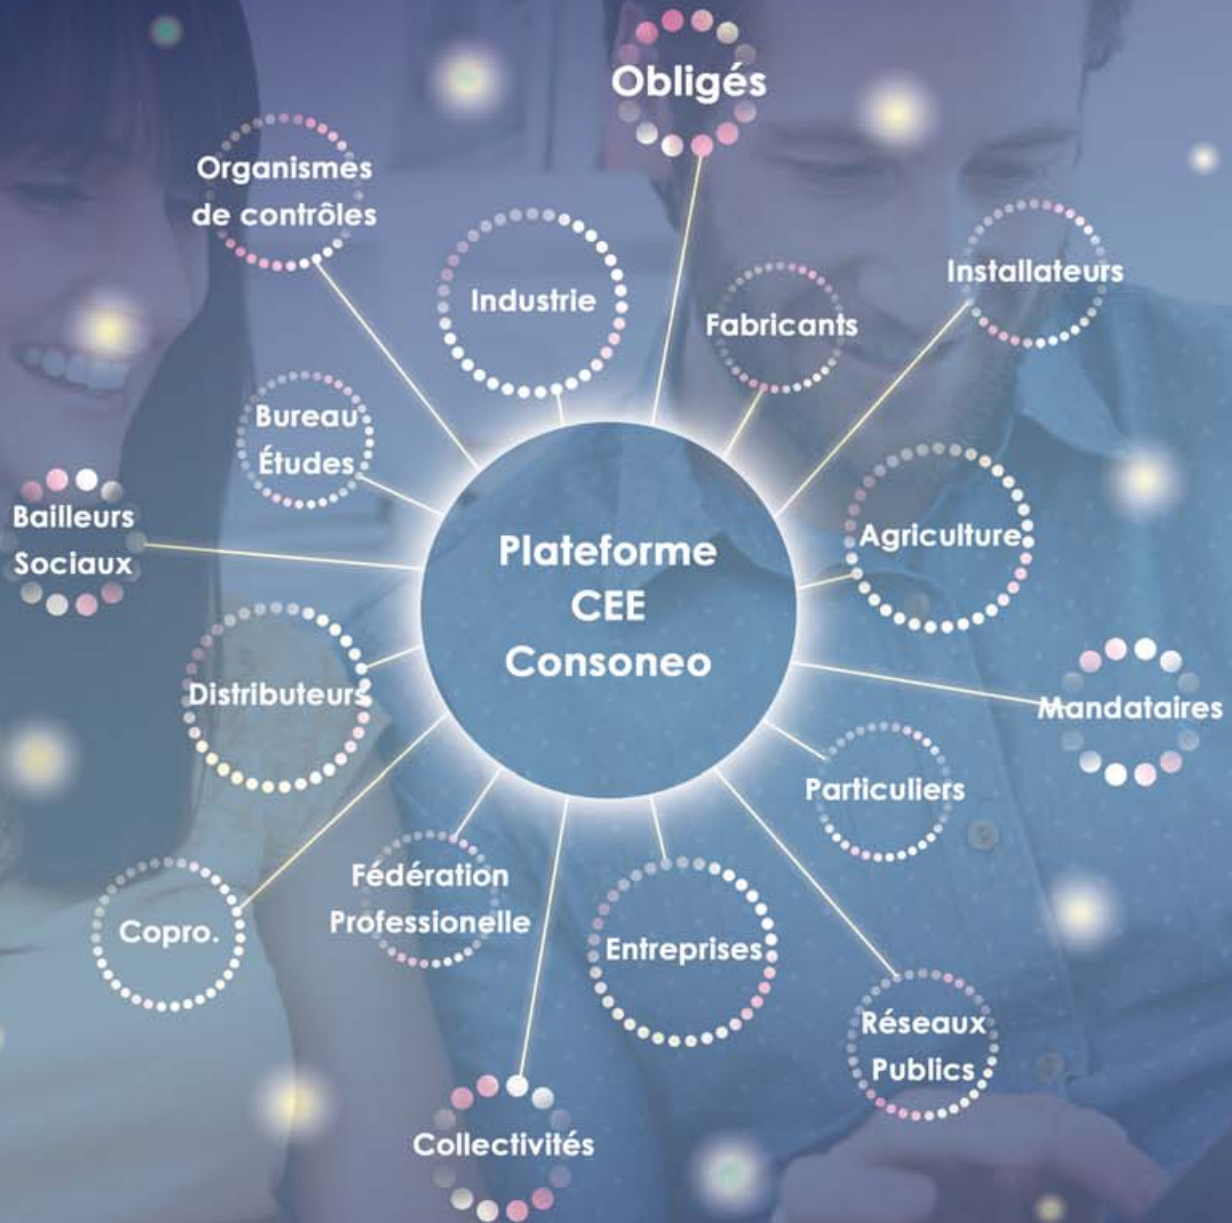 Obligés
Organismes
de contrôles
Industrie
Fabricants
Installateurs
Bureau
Études
Bailleurs
Sociaux
Plateforme
CEE
Consoneo
Agriculture
Distributeurs
Mandataires
Particuliers
Copro.
Fédération
Professionelle
Entreprises
Réseaux
Publics
Collectivités